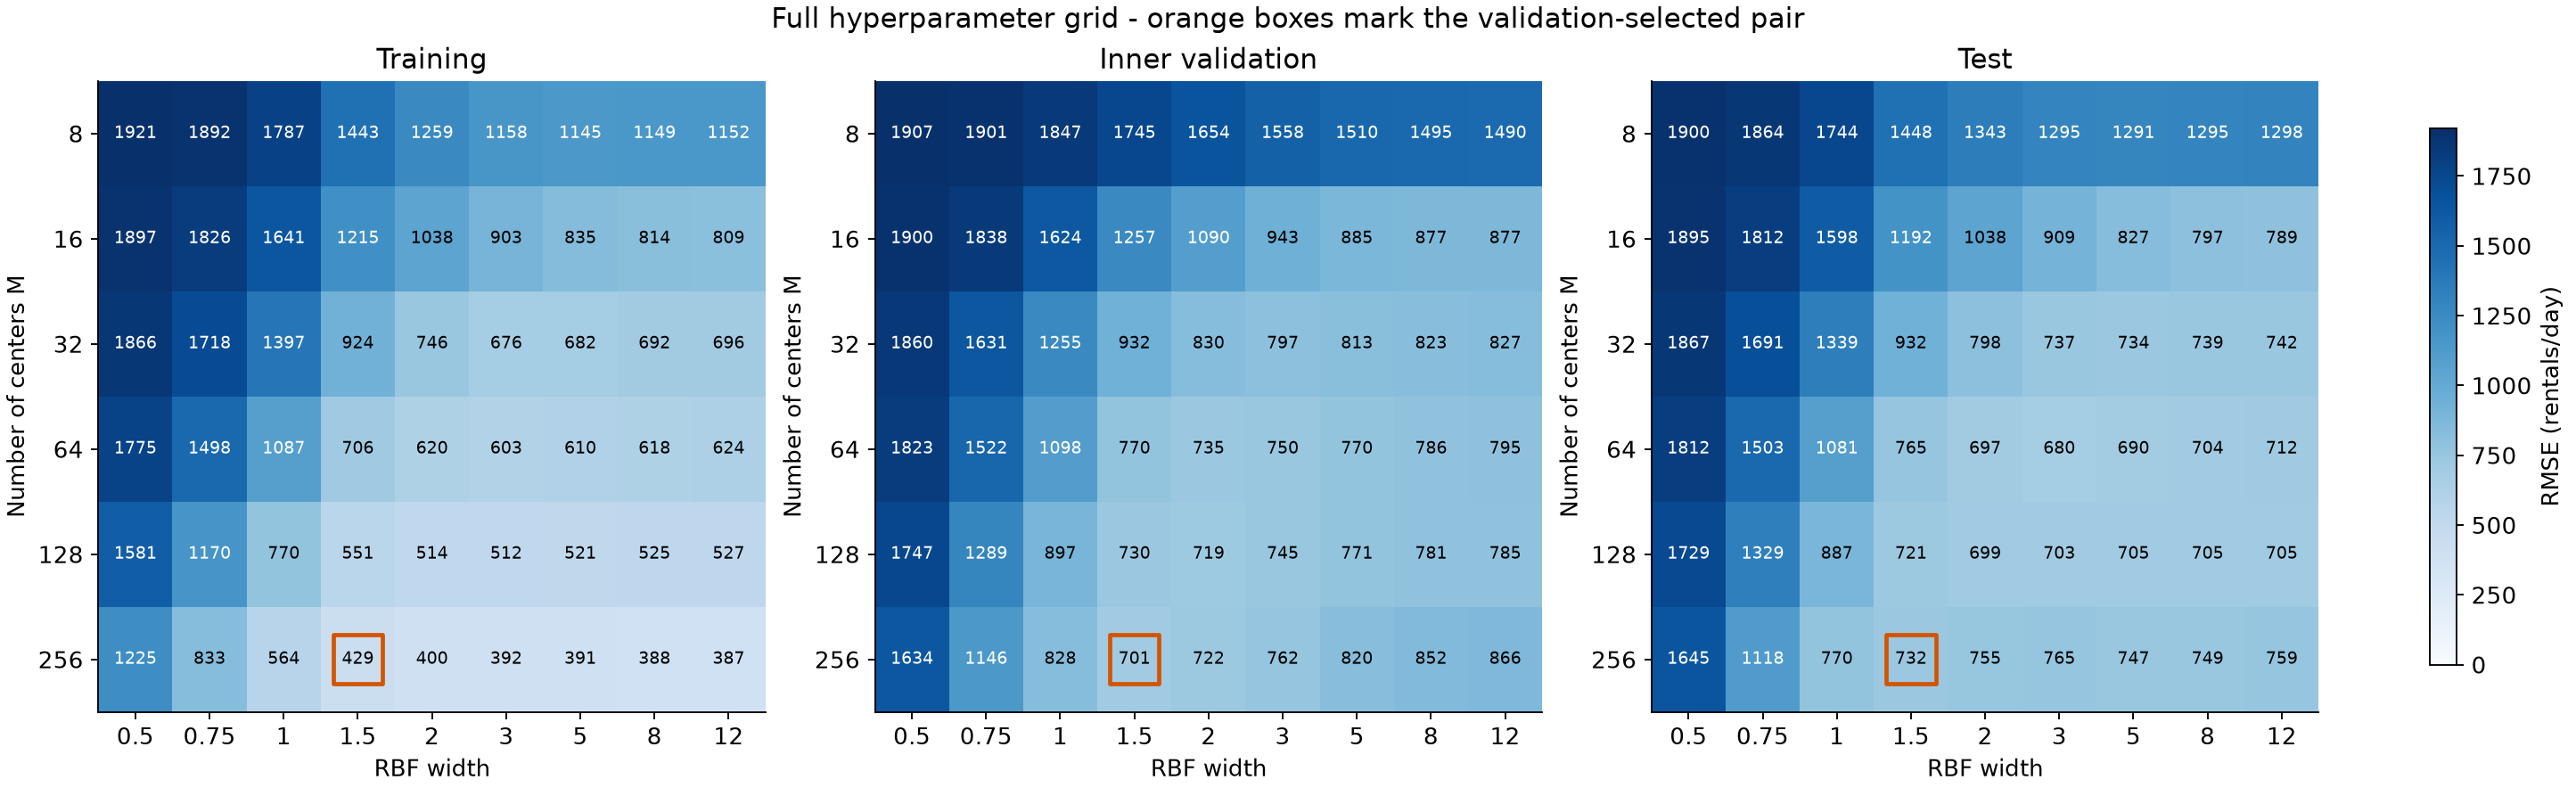 Full hyperparameter grid - orange boxes mark the validation-selected pair
Training
Number of centers M
8 1921 1892 1787 1443 1259 1158 1145 1149 1152
16 1897 1826 1641 1215 1038 903 835 814 809
32 1866 1718 1397 924 746 676 682 692 696
64 1775 1498 1087 706 620 603 610 618 624
128 1581 1170 770 551 514 512 521 525 527
256 1225 833 564 429 400 392 391 388 387
0.5 0.75 1 1.5 2 3 5 8 12
RBF width
Inner validation
Number of centers M
8 1907 1901 1847 1745 1654 1558 1510 1495 1490
16 1900 1838 1624 1257 1090 943 885 877 877
32 1860 1631 1255 932 830 797 813 823 827
64 1823 1522 1098 770 735 750 770 786 795
128 1747 1289 897 730 719 745 771 781 785
256 1634 1146 828 701 722 762 820 852 866
0.5 0.75 1 1.5 2 3 5 8 12
RBF width
Test
Number of centers M
8 1900 1864 1744 1448 1343 1295 1291 1295 1298
16 1895 1812 1598 1192 1038 909 827 797 789
32 1867 1691 1339 932 798 737 734 739 742
64 1812 1503 1081 765 697 680 690 704 712
128 1729 1329 887 721 699 703 705 705 705
256 1645 1118 770 732 755 765 747 749 759
0.5 0.75 1 1.5 2 3 5 8 12
RBF width
1750
1500
1250
1000
750
500
250
0
RMSE (rentals/day)